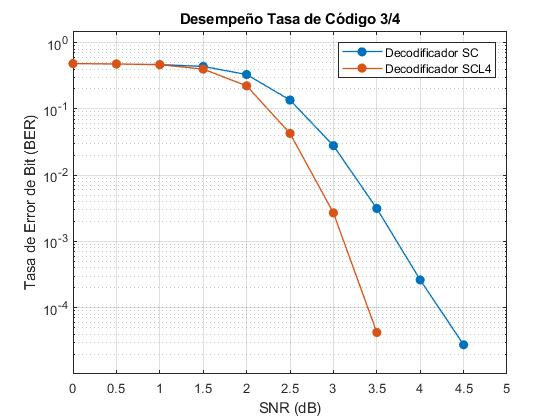 Desempeño Tasa de Código 3/4
Decodificador SC
Decodificador SCL4
Tasa de Error de Bit (BER)
10^0
10^-1
10^-2
10^-3
10^-4
0 0.5 1 1.5 2 2.5 3 3.5 4 4.5 5
SNR (dB)